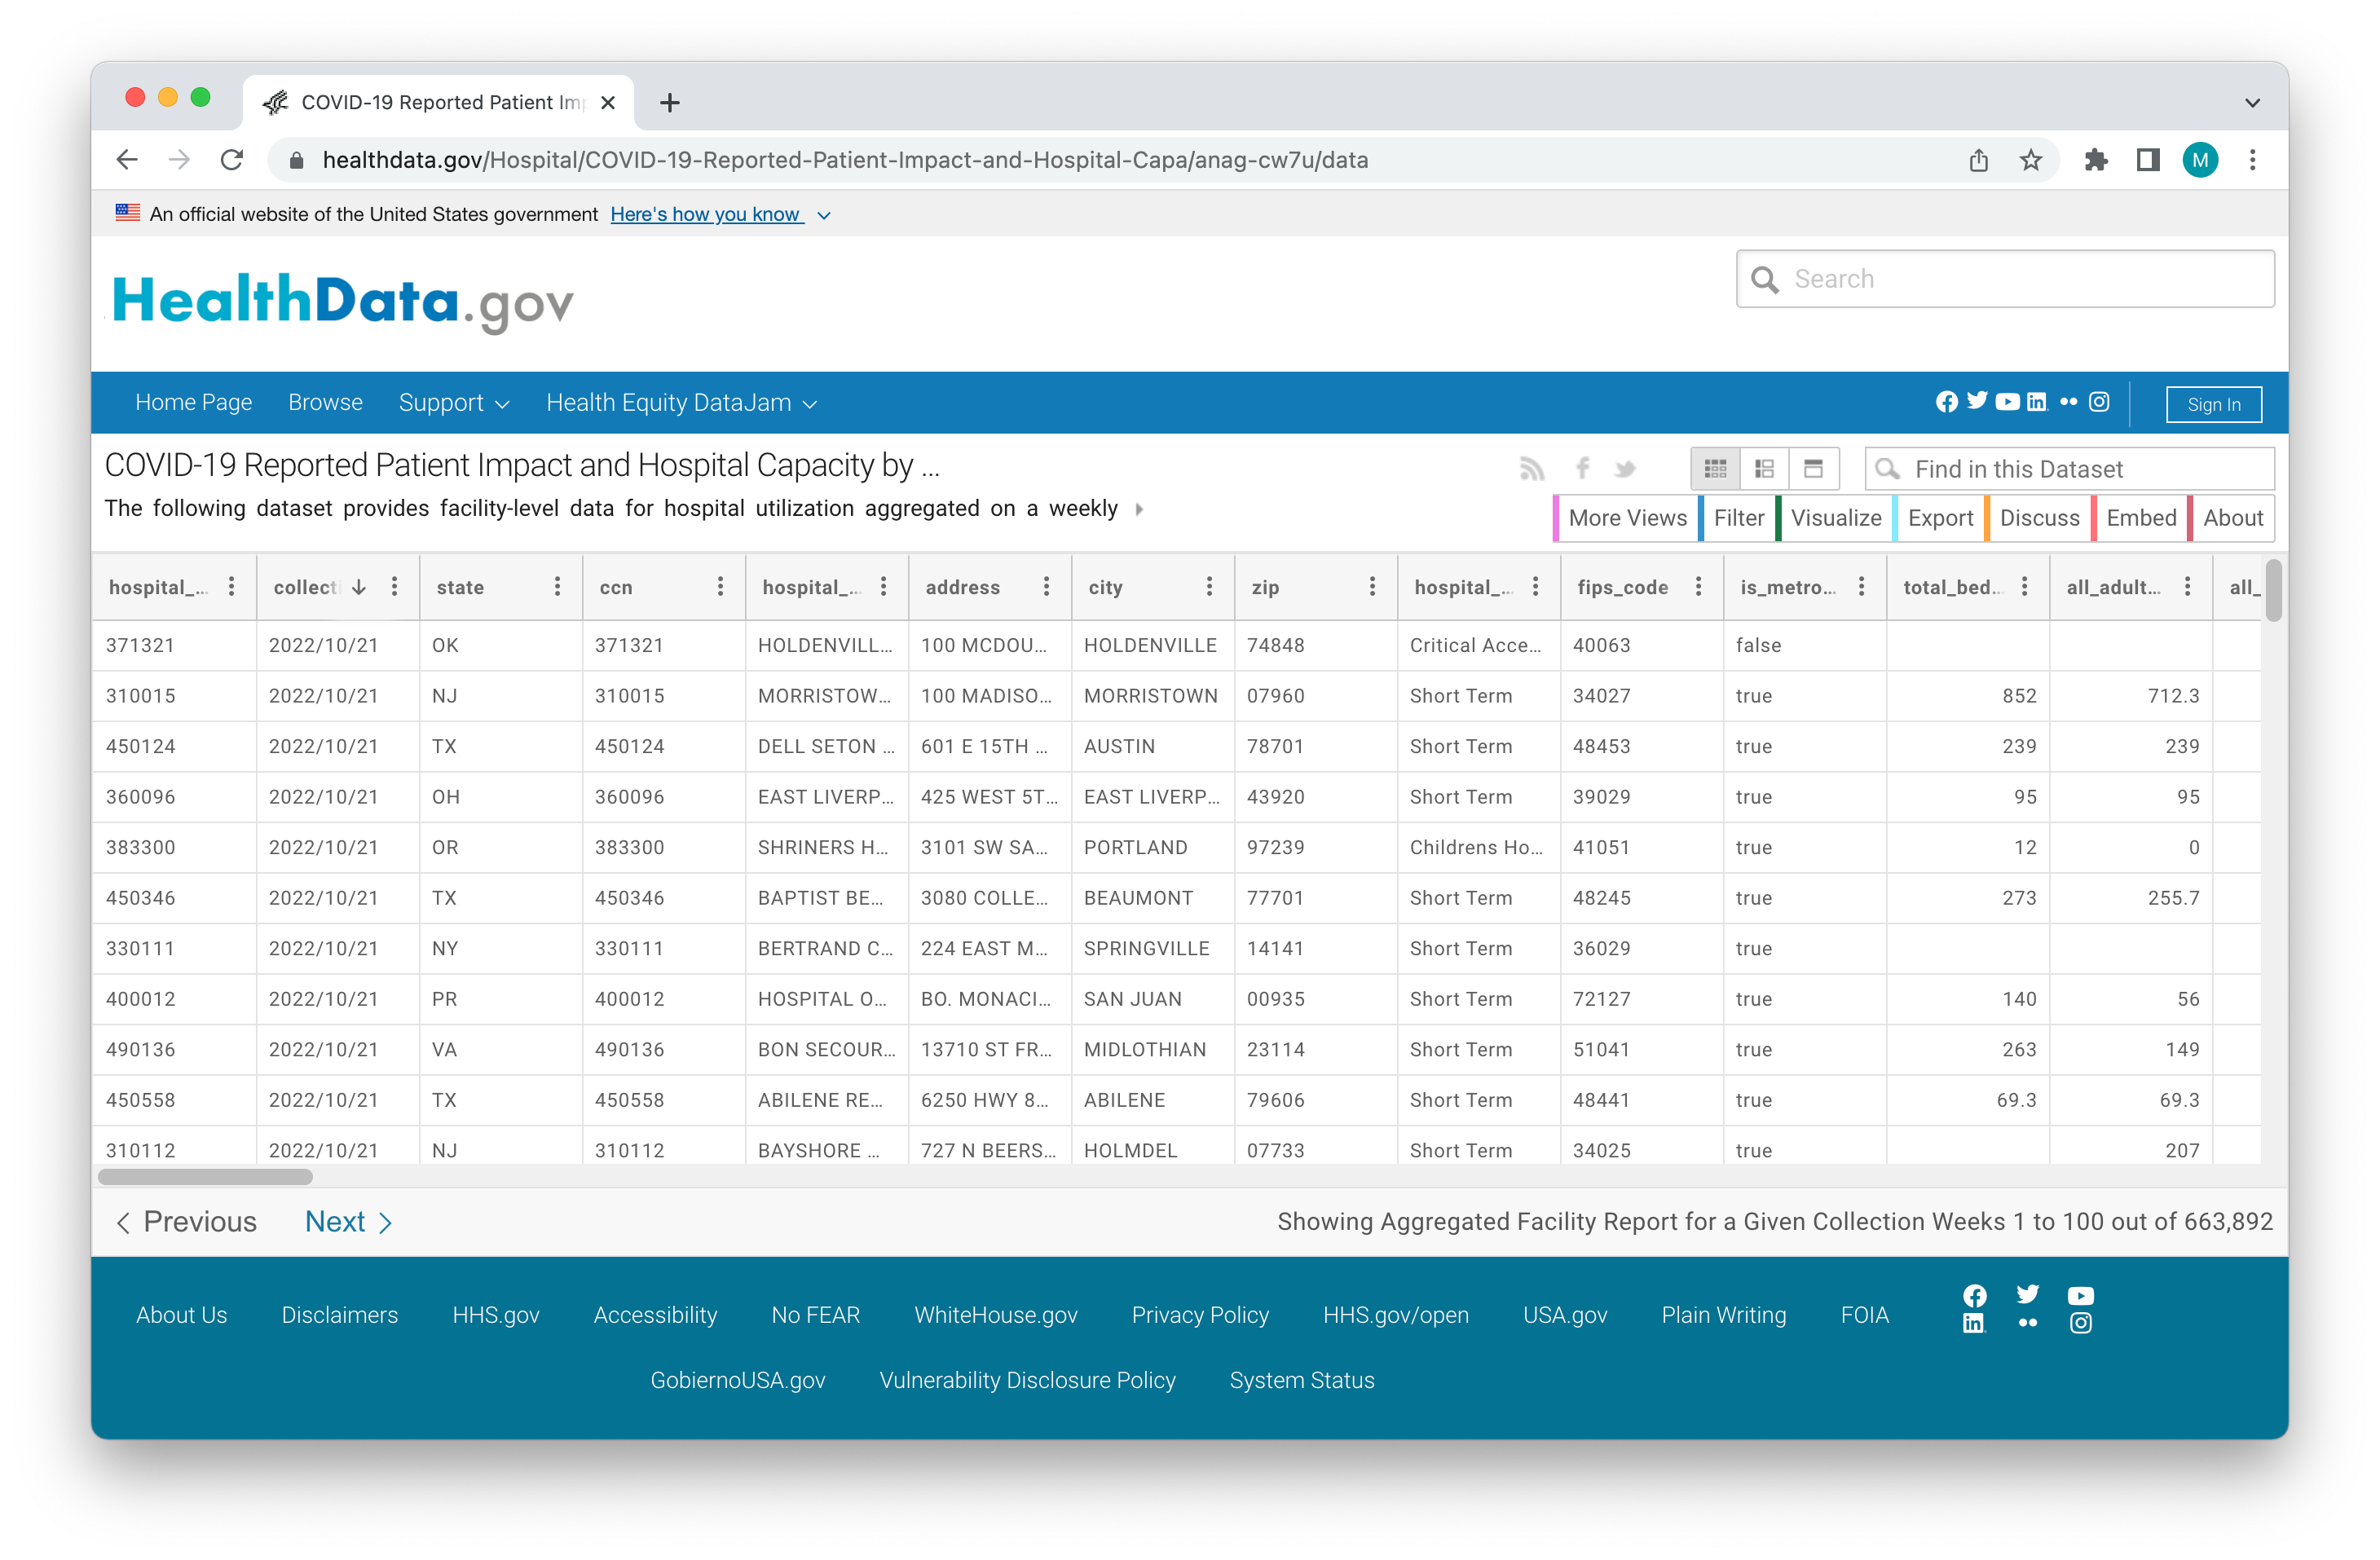 COVID-19 Reported Patient Im
healthdata.gov/Hospital/COVID-19-Reported-Patient-Impact-and-Hospital-Capa/anag-cw7u/data M
An official website of the United States government Here's how you know
HealthData.gov Search
Home Page Browse Support Health Equity DataJam Sign In
COVID-19 Reported Patient Impact and Hospital Capacity by ... Find in this Dataset
The following dataset provides facility-level data for hospital utilization aggregated on a weekly More Views Filter Visualize Export Discuss Embed About
hospital_... collecti state ccn hospital_... address city zip hospital_... fips_code is_metro... total_bed... all_adult... all_
371321 2022/10/21 OK 371321 HOLDENVILL... 100 MCDOU... HOLDENVILLE 74848 Critical Acce... 40063 false
310015 2022/10/21 NJ 310015 MORRISTOW... 100 MADISO... MORRISTOWN 07960 Short Term 34027 true 852 712.3
450124 2022/10/21 TX 450124 DELL SETON ... 601 E 15TH ... AUSTIN 78701 Short Term 48453 true 239 239
360096 2022/10/21 OH 360096 EAST LIVERP... 425 WEST 5T... EAST LIVERP... 43920 Short Term 39029 true 95 95
383300 2022/10/21 OR 383300 SHRINERS H... 3101 SW SA... PORTLAND 97239 Childrens Ho... 41051 true 12 0
450346 2022/10/21 TX 450346 BAPTIST BE... 3080 COLLE... BEAUMONT 77701 Short Term 48245 true 273 255.7
330111 2022/10/21 NY 330111 BERTRAND C... 224 EAST M... SPRINGVILLE 14141 Short Term 36029 true
400012 2022/10/21 PR 400012 HOSPITAL O... BO. MONACI... SAN JUAN 00935 Short Term 72127 true 140 56
490136 2022/10/21 VA 490136 BON SECOUR... 13710 ST FR... MIDLOTHIAN 23114 Short Term 51041 true 263 149
450558 2022/10/21 TX 450558 ABILENE RE... 6250 HWY 8... ABILENE 79606 Short Term 48441 true 69.3 69.3
310112 2022/10/21 NJ 310112 BAYSHORE ... 727 N BEERS... HOLMDEL 07733 Short Term 34025 true 207
Previous Next Showing Aggregated Facility Report for a Given Collection Weeks 1 to 100 out of 663,892
About Us Disclaimers HHS.gov Accessibility No FEAR WhiteHouse.gov Privacy Policy HHS.gov/open USA.gov Plain Writing FOIA
GobiernoUSA.gov Vulnerability Disclosure Policy System Status